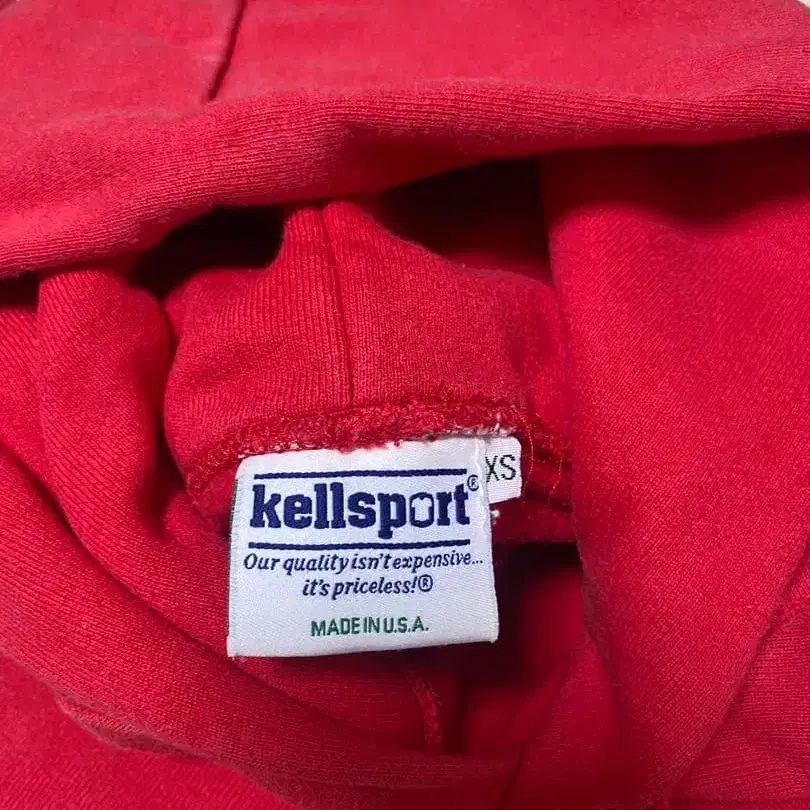 kellsport®
XS
Our quality isn't expensive...
it's priceless!®
MADE IN U.S.A.